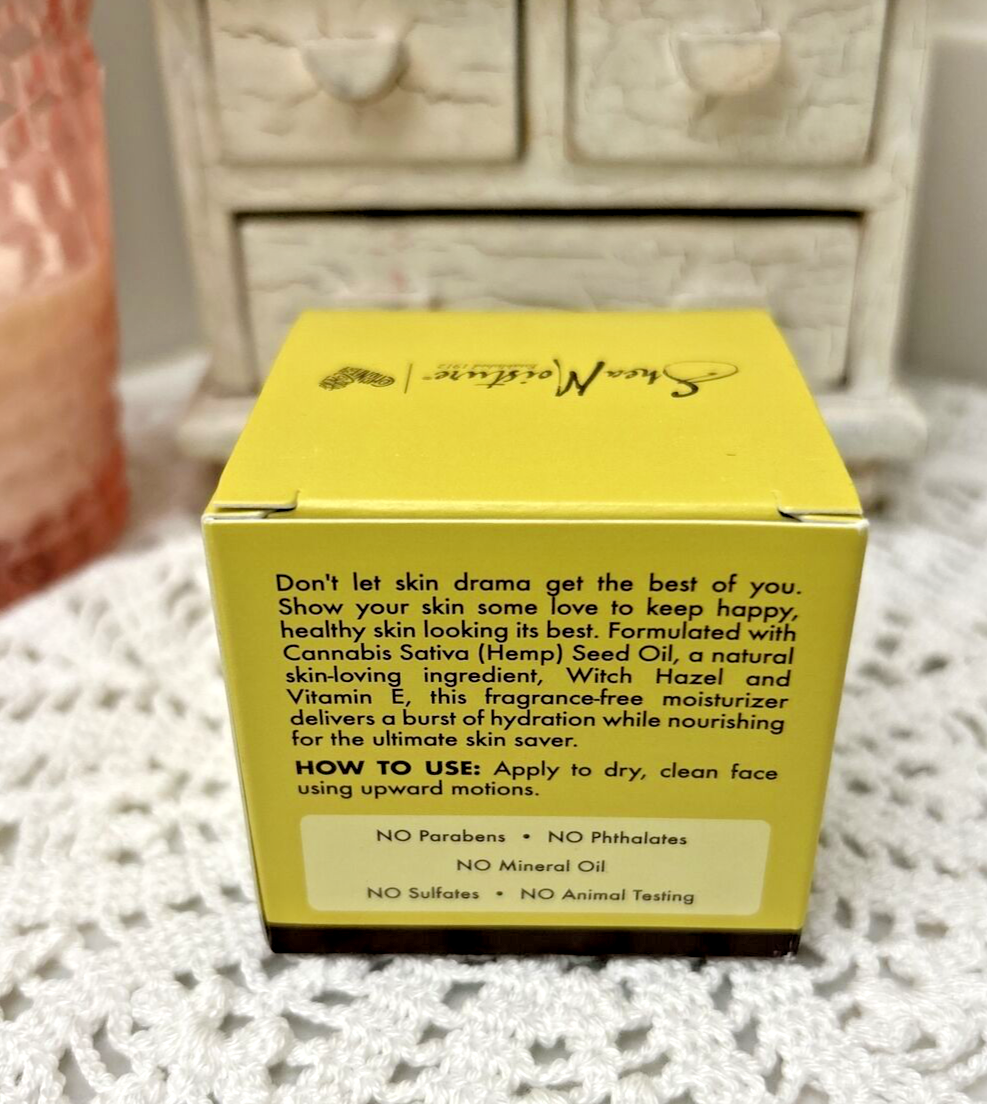 SheaMoisture
Established 1912
Don't let skin drama get the best of you.
Show your skin some love to keep happy,
healthy skin looking its best. Formulated with
Cannabis Sativa (Hemp) Seed Oil, a natural
skin-loving ingredient, Witch Hazel and
Vitamin E, this fragrance-free moisturizer
delivers a burst of hydration while nourishing
for the ultimate skin saver.
HOW TO USE: Apply to dry, clean face
using upward motions.
NO Parabens • NO Phthalates
NO Mineral Oil
NO Sulfates • NO Animal Testing